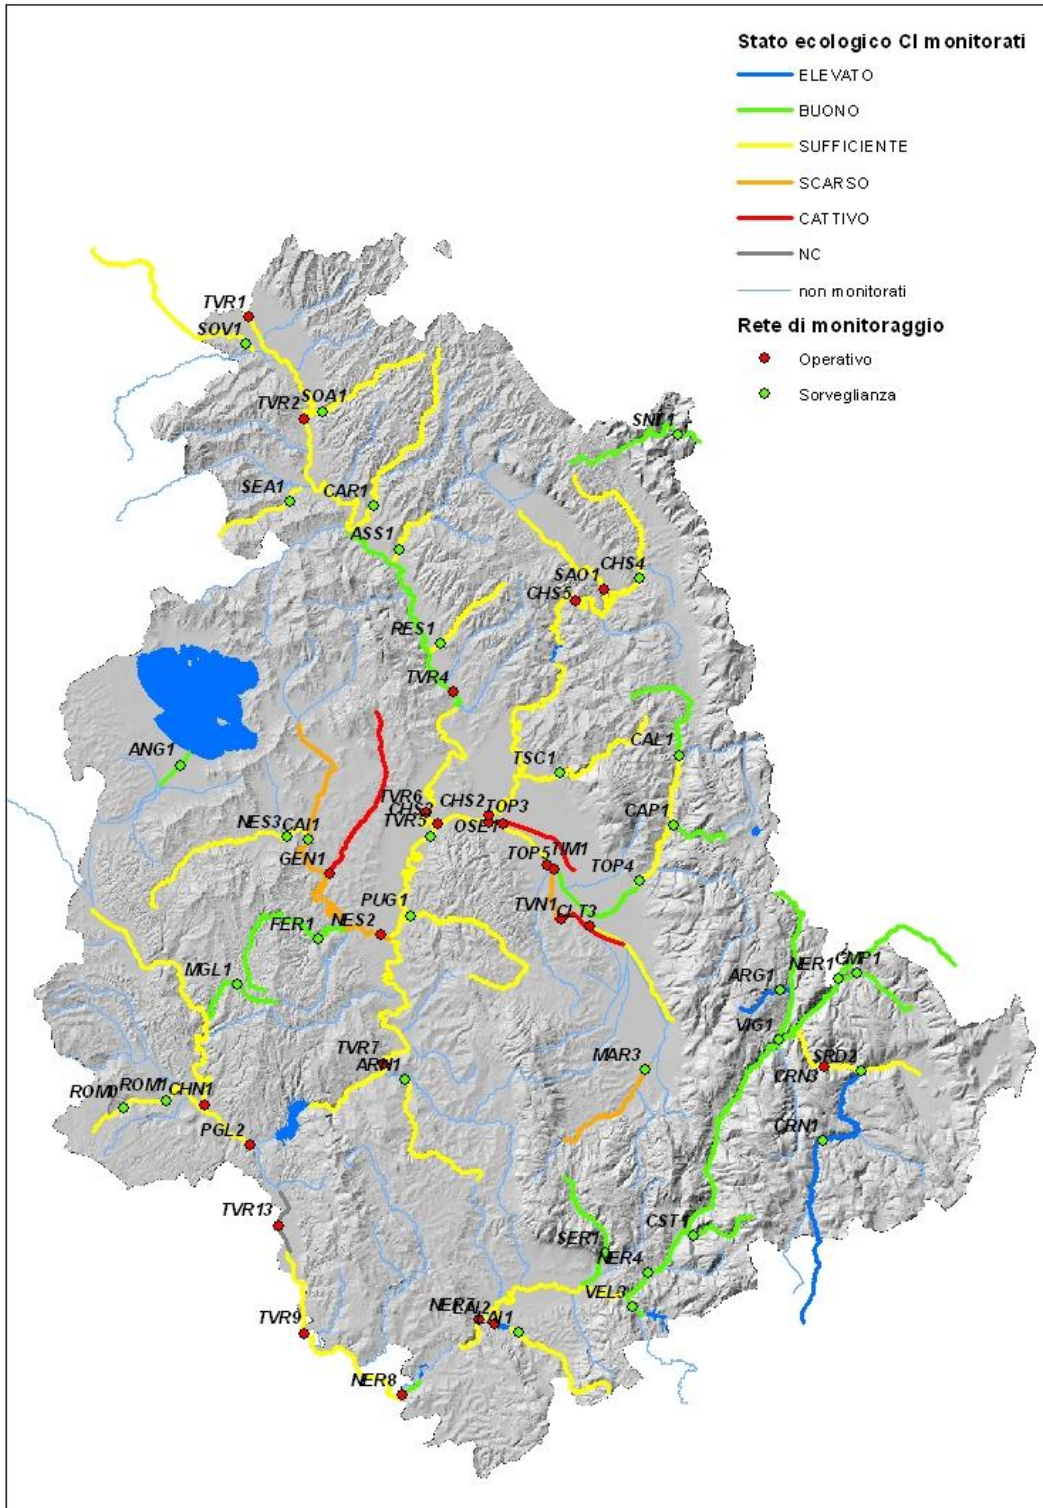 Stato ecologico CI monitorati
ELEVATO
BUONO
SUFFICIENTE
SCARSO
CATTIVO
NC
non monitorati
Rete di monitoraggio
Operativo
Sorveglianza
TVR1
SOV1
SOA1
TVR2
SNT1
SEA1
CAR1
ASS1
SAO1
CHS4
CHS5
RES1
TVR4
ANG1
TSC1
CAL1
TVR6
CHS2
TOP3
TVR5
OSE1
CAP1
NES3
CAI1
GEN1
TOP5
TIM1
TOP4
PUG1
TVN1
CLT3
FER1
NES2
MGL1
ARG1
NER1
CMP1
VIG1
TVR7
ARN1
MAR3
CRN3
SRD2
ROM0
ROM1
CHN1
PGL2
CRN1
TVR13
SER1
CST1
NER4
VEL3
NER7
TVR9
NER8